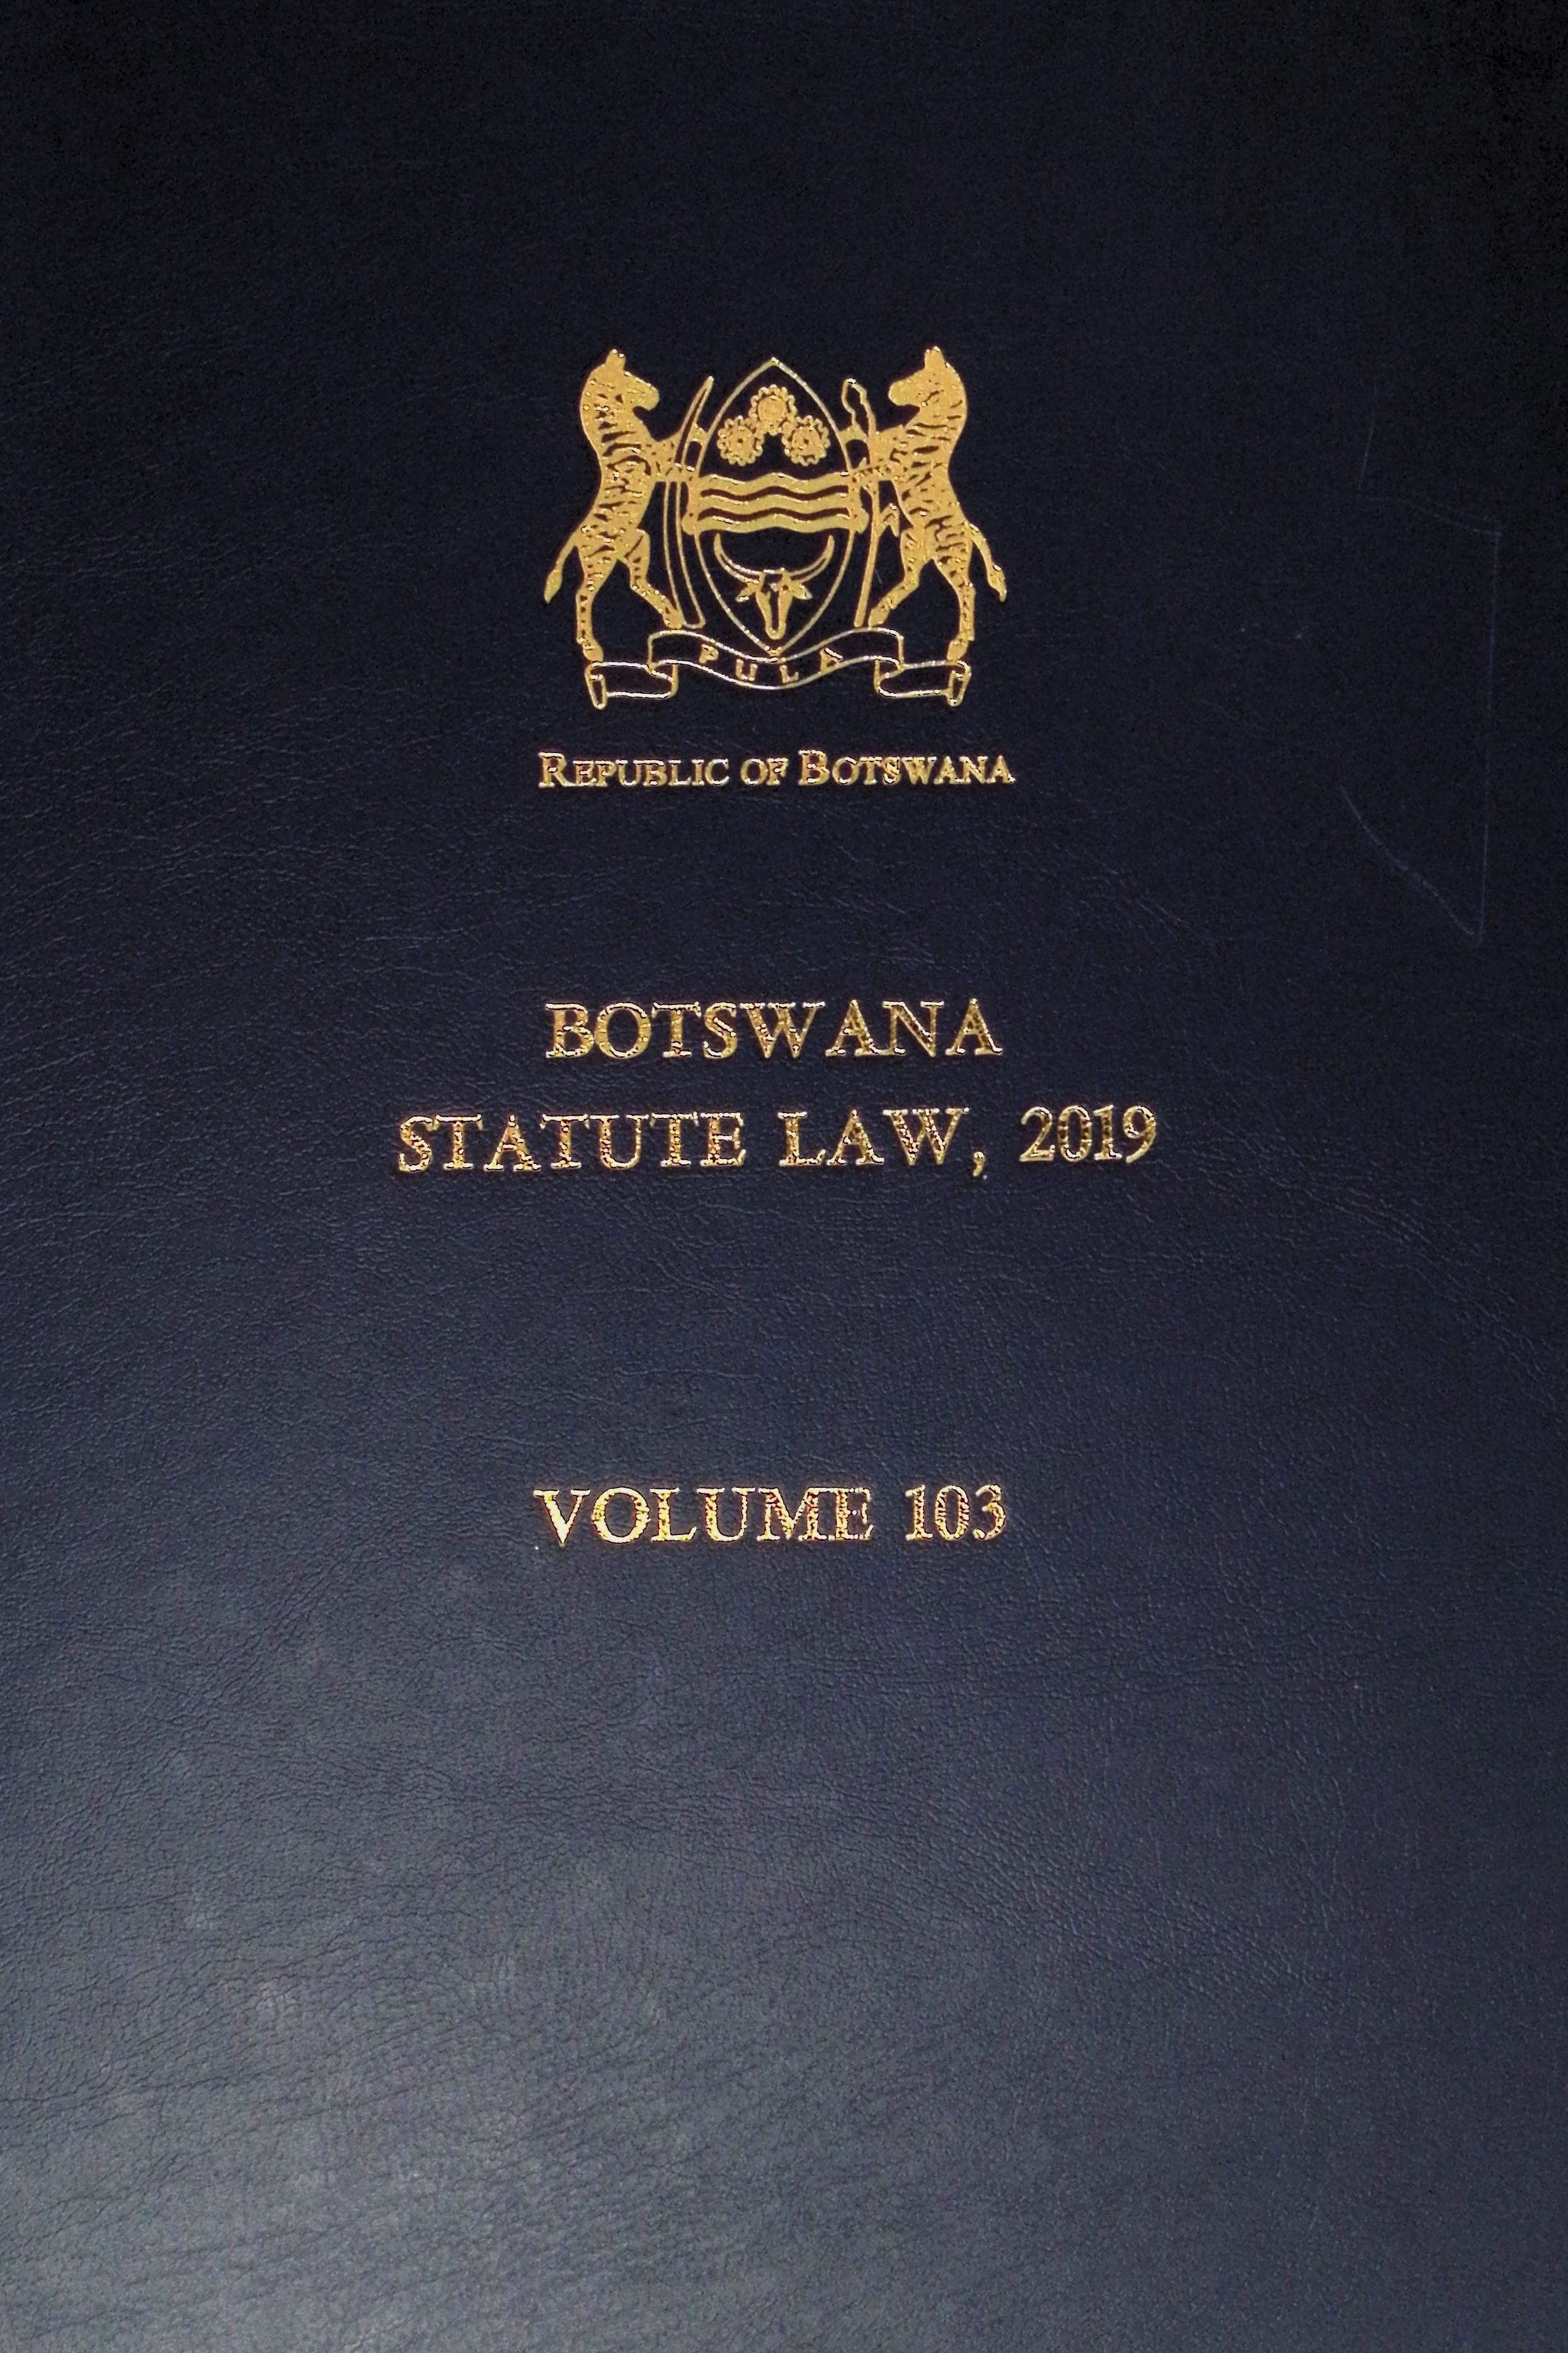 PULA
REPUBLIC OF BOTSWANA
BOTSWANA
STATUTE LAW, 2019
VOLUME 103